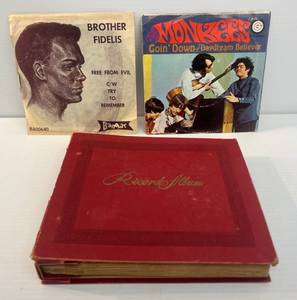 BROTHER
FIDELIS
FREE FROM EVIL
C/W
TRY
TO
REMEMBER
MONKEES
Goin' Down/Daydream Believer
Record Album